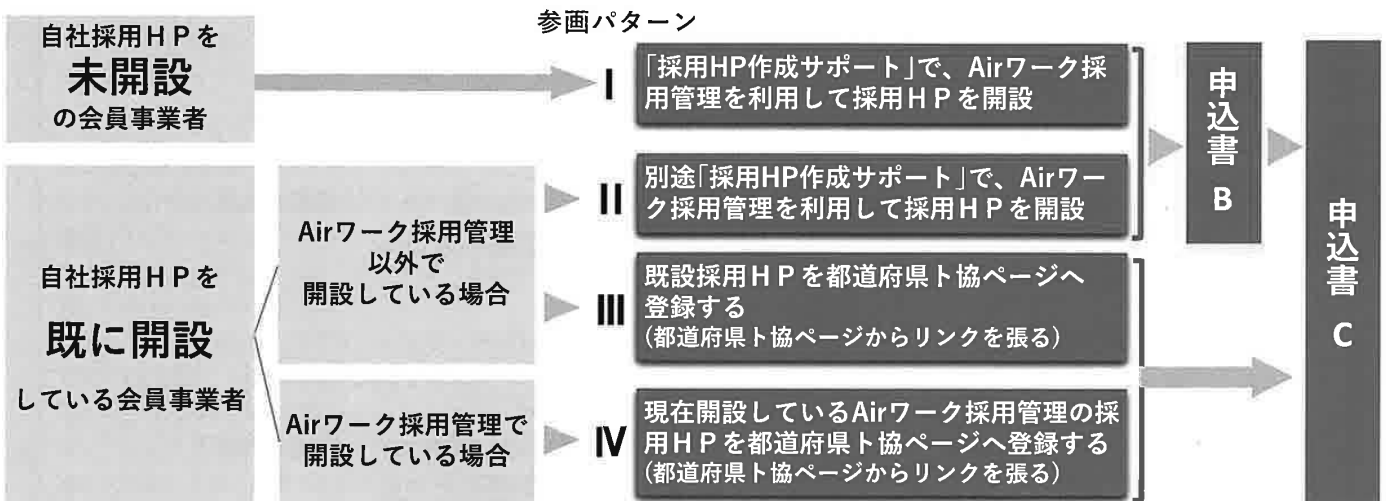 参画パターン
自社採用ＨＰを
未開設
の会員事業者
Ⅰ
「採用HP作成サポート」で、Airワーク採
用管理を利用して採用ＨＰを開設
自社採用ＨＰを
既に開設
している会員事業者
Airワーク採用管理
以外で
開設している場合
Ⅱ
別途「採用HP作成サポート」で、Airワー
ク採用管理を利用して採用ＨＰを開設
Ⅲ
既設採用ＨＰを都道府県ト協ページへ
登録する
(都道府県ト協ページからリンクを張る)
Airワーク採用管理で
開設している場合
Ⅳ
現在開設しているAirワーク採用管理の採
用ＨＰを都道府県ト協ページへ登録する
(都道府県ト協ページからリンクを張る)
申込書 B
申込書 C